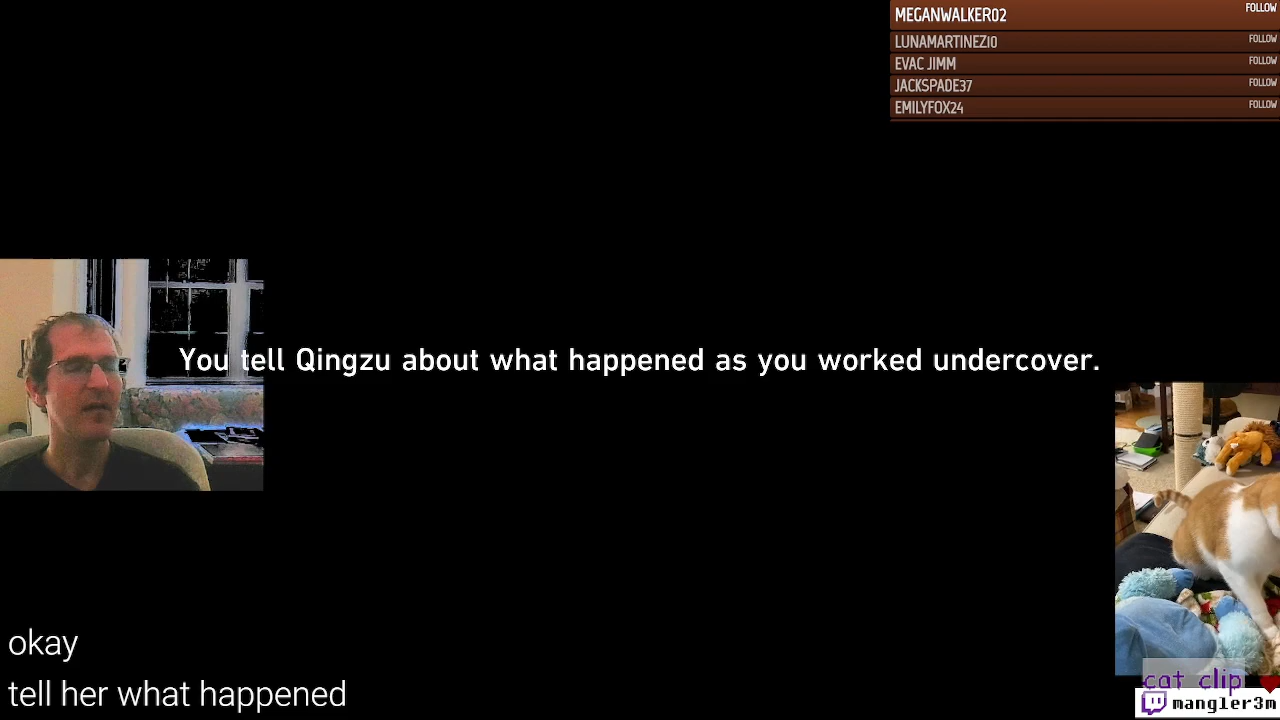 MEGANWALKER02 FOLLOW
LUNAMARTINEZ10 FOLLOW
EVAC JIMM FOLLOW
JACKSPADE37 FOLLOW
EMILYFOX24 FOLLOW
You tell Qingzu about what happened as you worked undercover.
okay
tell her what happened
cat clip
mangler3m